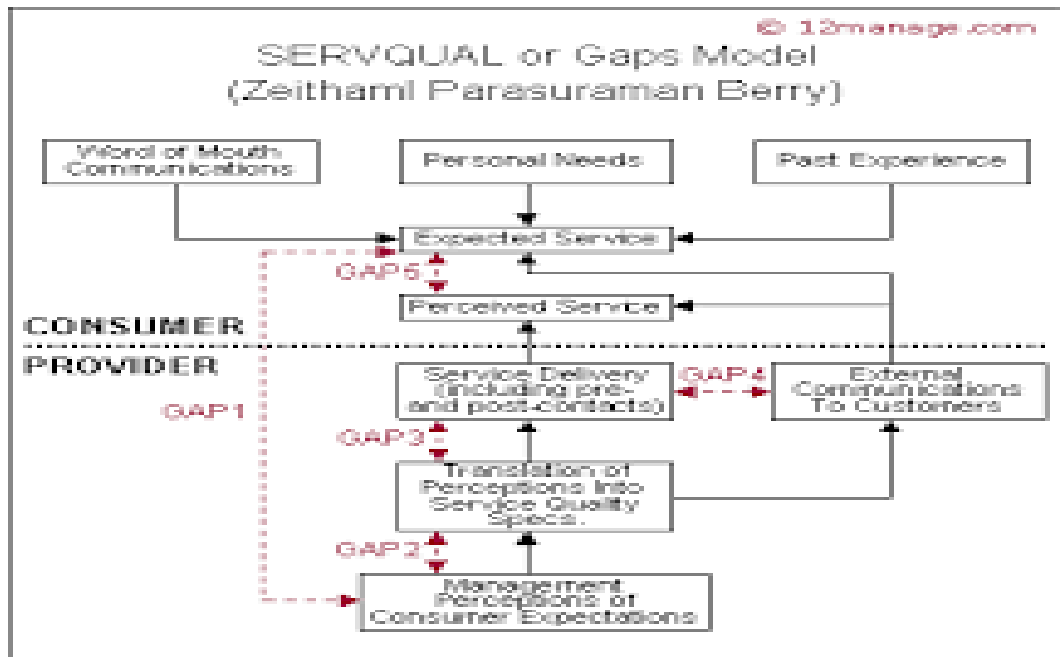 © 12manage.com
SERVQUAL or Gaps Model
(Zeithaml Parasuraman Berry)
Word of Mouth
Communications
Personal Needs
Past Experience
Expected Service
GAP5
Perceived Service
CONSUMER
PROVIDER
GAP1
Service Delivery
(including pre-
and post-contacts)
GAP4
External
Communications
To Customers
GAP3
Translation of
Perceptions Into
Service Quality
Specs.
GAP2
Management
Perceptions of
Consumer Expectations